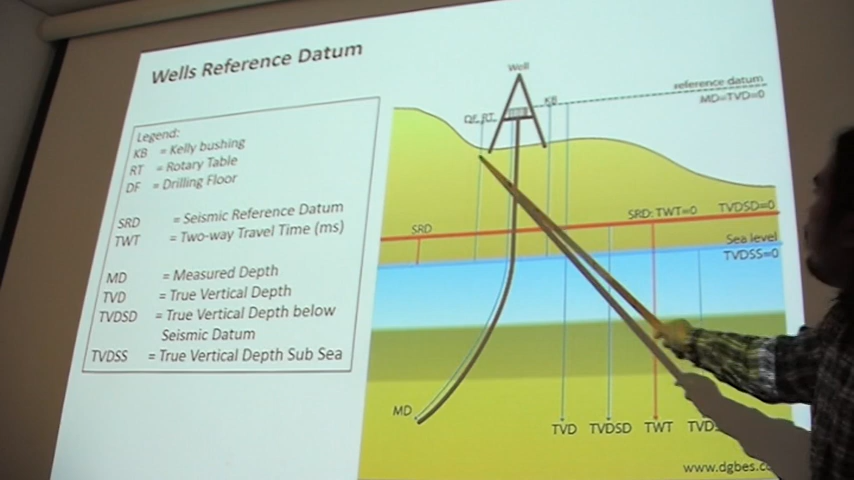 Wells Reference Datum
Legend:
KB = Kelly bushing
RT = Rotary Table
DF = Drilling Floor
SRD = Seismic Reference Datum
TWT = Two-way Travel Time (ms)
MD = Measured Depth
TVD = True Vertical Depth
TVDSD = True Vertical Depth below
Seismic Datum
TVDSS = True Vertical Depth Sub Sea
Well
reference datum
MD=TVD=0
KB
DF RT
TVDSD=0
SRD: TWT=0
SRD
Sea level
TVDSS=0
MD
TVD
TVDSD
TWT